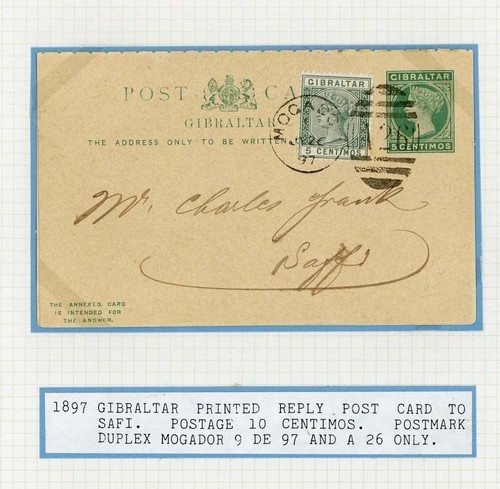 GIBRALTAR
GIBRALTAR
POST CA
GIBRALTAR
5 CENTIMOS
5 CENTIMOS
THE ADDRESS ONLY TO BE WRITTEN
97
Mr. Charles Frank
Saffi
THE ANNEXED CARD
IS INTENDED FOR
THE ANSWER.
1897 GIBRALTAR PRINTED REPLY POST CARD TO
SAFI. POSTAGE 10 CENTIMOS. POSTMARK
DUPLEX MOGADOR 9 DE 97 AND A 26 ONLY.